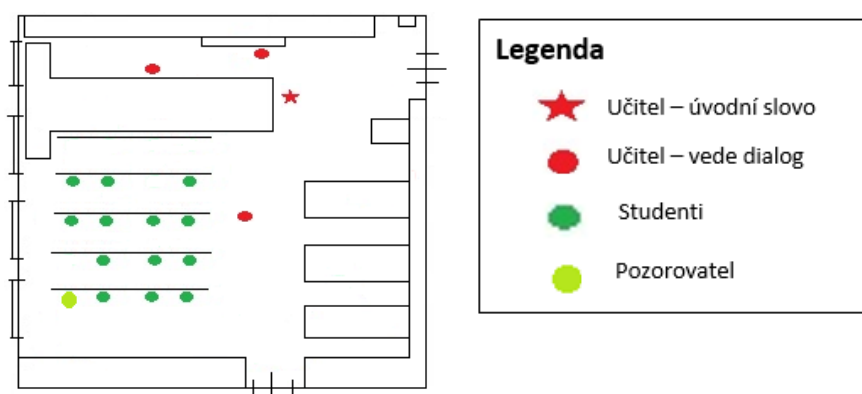 Legenda
Učitel – úvodní slovo
Učitel – vede dialog
Studenti
Pozorovatel